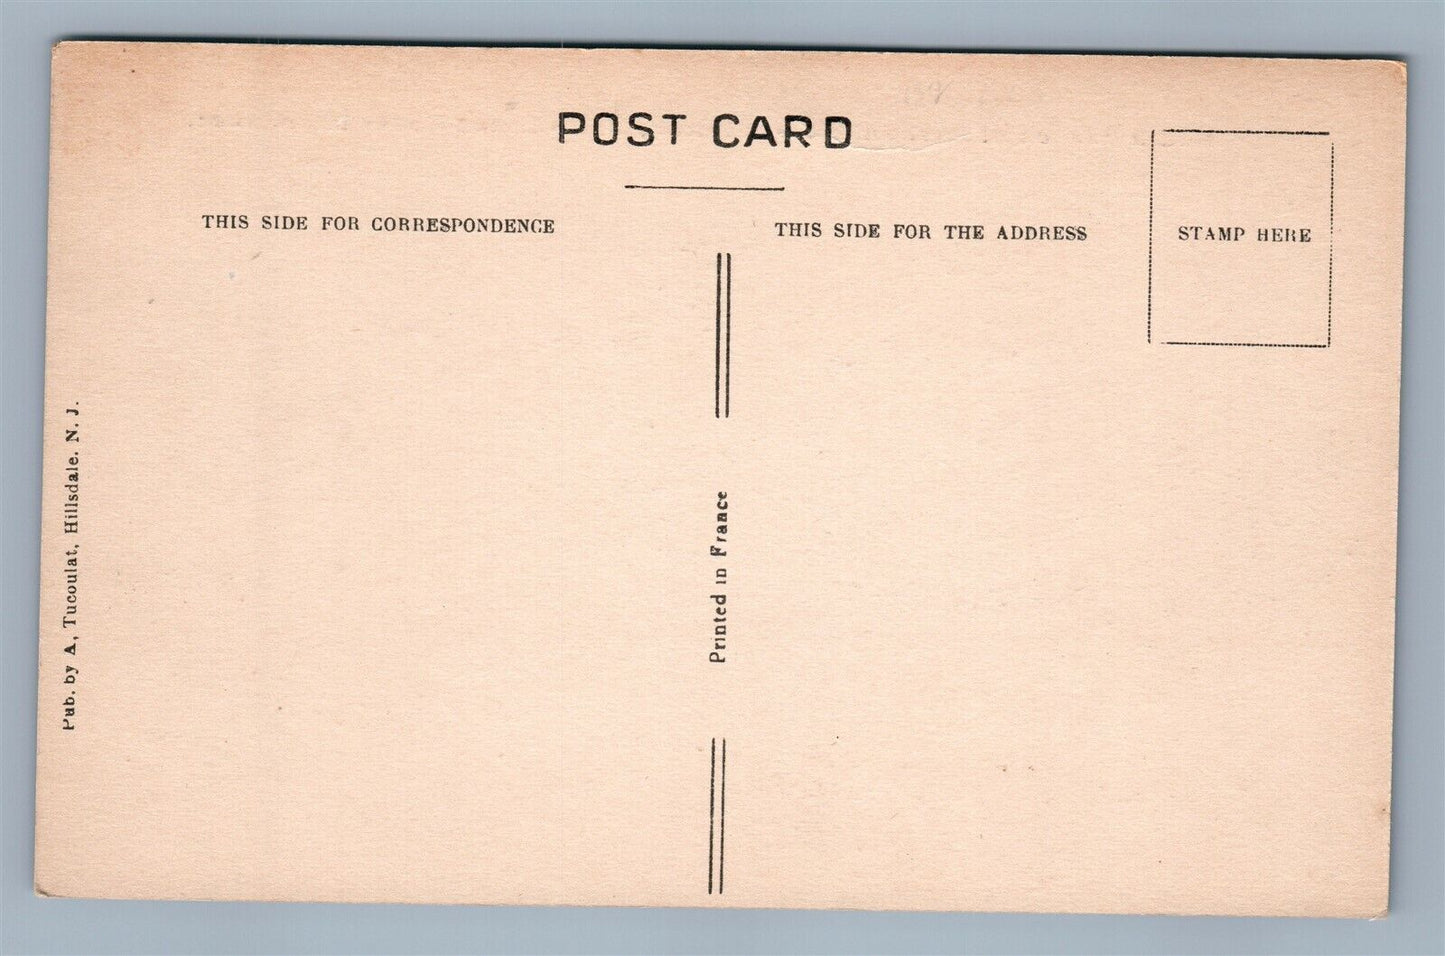 POST CARD
THIS SIDE FOR CORRESPONDENCE
THIS SIDE FOR THE ADDRESS
STAMP HERE
Pub. by A, Tucoulat, Hillsdale. N. J.
Printed in France